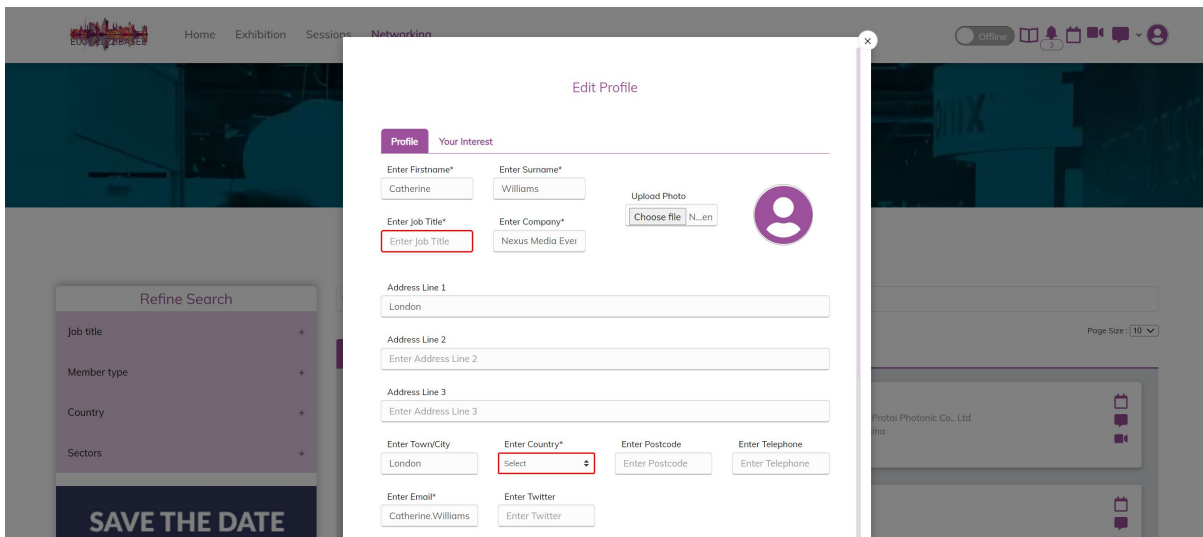 Home Exhibition Sessions Networking Offline
3
Edit Profile
Profile Your Interest
Enter Firstname* Enter Surname*
Catherine Williams
Upload Photo
Choose file N...en
Enter Job Title* Enter Company*
Enter Job Title Nexus Media Ever
Address Line 1
London
Address Line 2
Enter Address Line 2
Address Line 3
Enter Address Line 3
Enter Town/City Enter Country* Enter Postcode Enter Telephone
London Select Enter Postcode Enter Telephone
Enter Email* Enter Twitter
Catherine.Williams Enter Twitter
Refine Search
Job title +
Member type +
Country +
Sectors +
SAVE THE DATE
Page Size : 10
Protai Photonic Co., Ltd